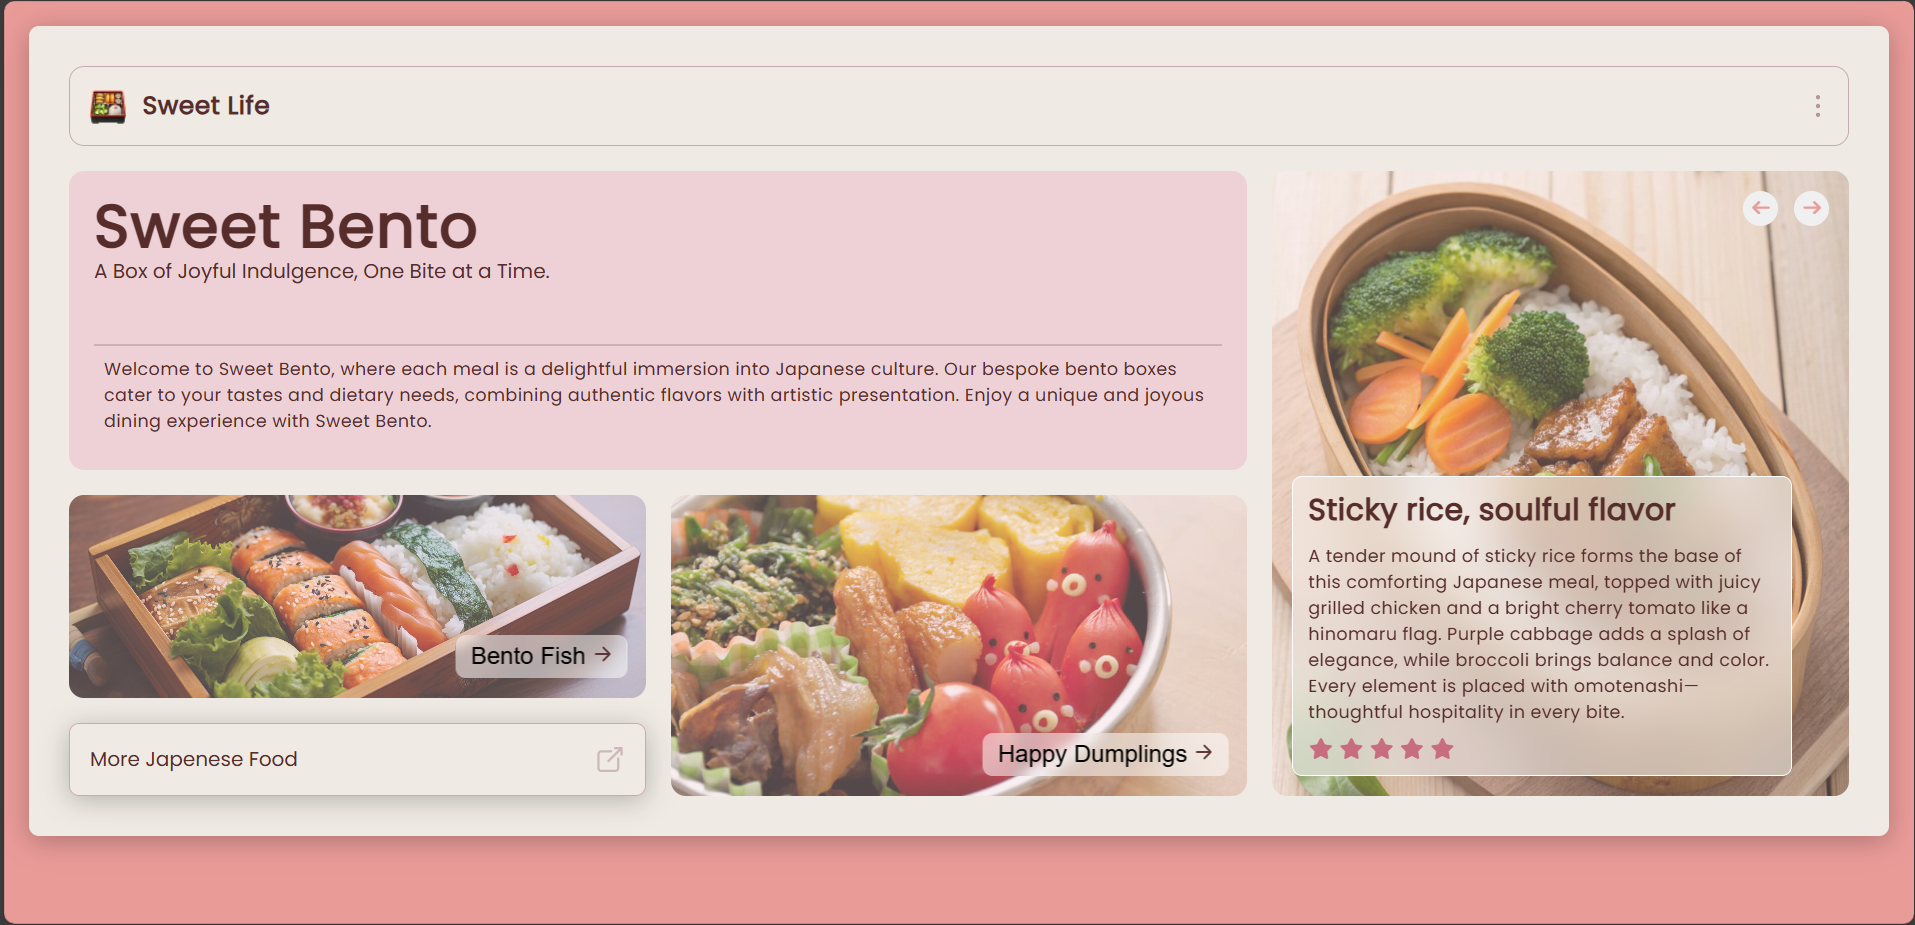 Sweet Life
Sweet Bento
A Box of Joyful Indulgence, One Bite at a Time.
Welcome to Sweet Bento, where each meal is a delightful immersion into Japanese culture. Our bespoke bento boxes
cater to your tastes and dietary needs, combining authentic flavors with artistic presentation. Enjoy a unique and joyous
dining experience with Sweet Bento.
Bento Fish →
More Japenese Food
Happy Dumplings →
Sticky rice, soulful flavor
A tender mound of sticky rice forms the base of
this comforting Japanese meal, topped with juicy
grilled chicken and a bright cherry tomato like a
hinomaru flag. Purple cabbage adds a splash of
elegance, while broccoli brings balance and color.
Every element is placed with omotenashi—
thoughtful hospitality in every bite.